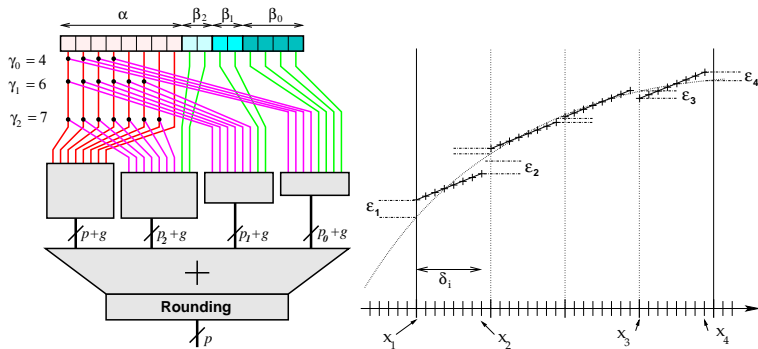 α β₂ β₁ β₀
γ₀ = 4
γ₁ = 6
γ₂ = 7
p+g p₂+g p₁+g p₀+g
+
Rounding
p
ε₁ ε₂ ε₃ ε₄
δᵢ
x₁ x₂ x₃ x₄